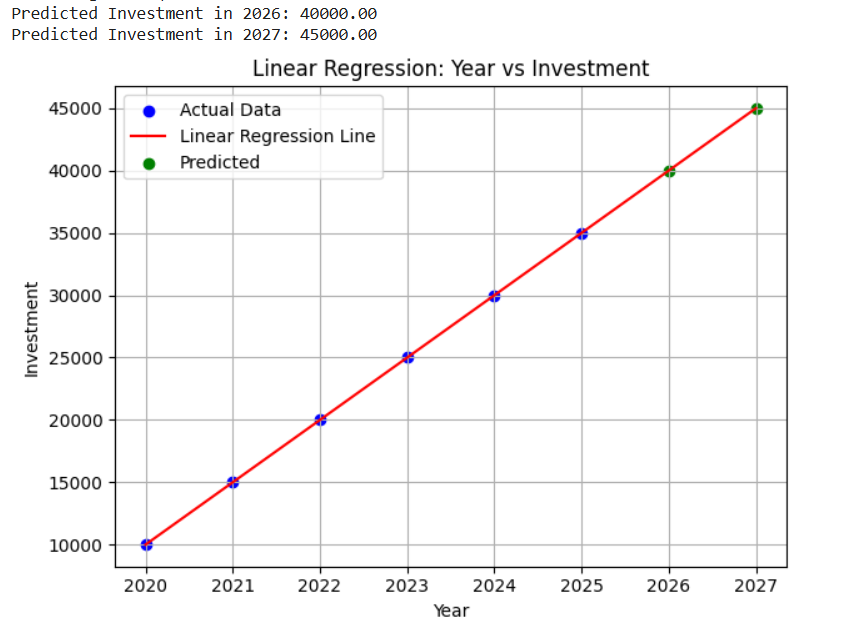 Predicted Investment in 2026: 40000.00
Predicted Investment in 2027: 45000.00
Linear Regression: Year vs Investment
Actual Data
Linear Regression Line
Predicted
45000
40000
35000
30000
25000
20000
15000
10000
Investment
2020 2021 2022 2023 2024 2025 2026 2027
Year